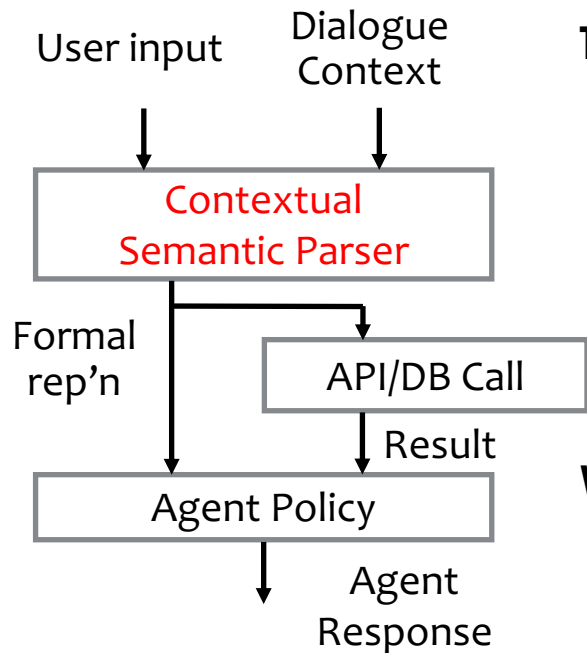 User input
Dialogue
Context
Contextual
Semantic Parser
Formal
rep'n
API/DB Call
Result
Agent Policy
Agent
Response